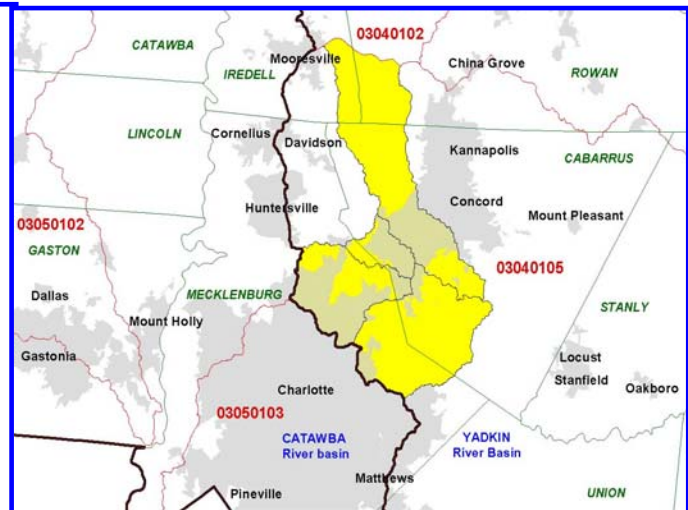 03040102
CATAWBA
Mooresville
China Grove
IREDELL
ROWAN
LINCOLN
Cornelius
Davidson
Kannapolis
CABARRUS
Huntersville
Concord
Mount Pleasant
03050102
GASTON
03040105
Dallas
MECKLENBURG
Mount Holly
STANLY
Gastonia
Locust
Stanfield
Oakboro
Charlotte
03050103
CATAWBA
River basin
YADKIN
River Basin
Matthews
Pineville
UNION